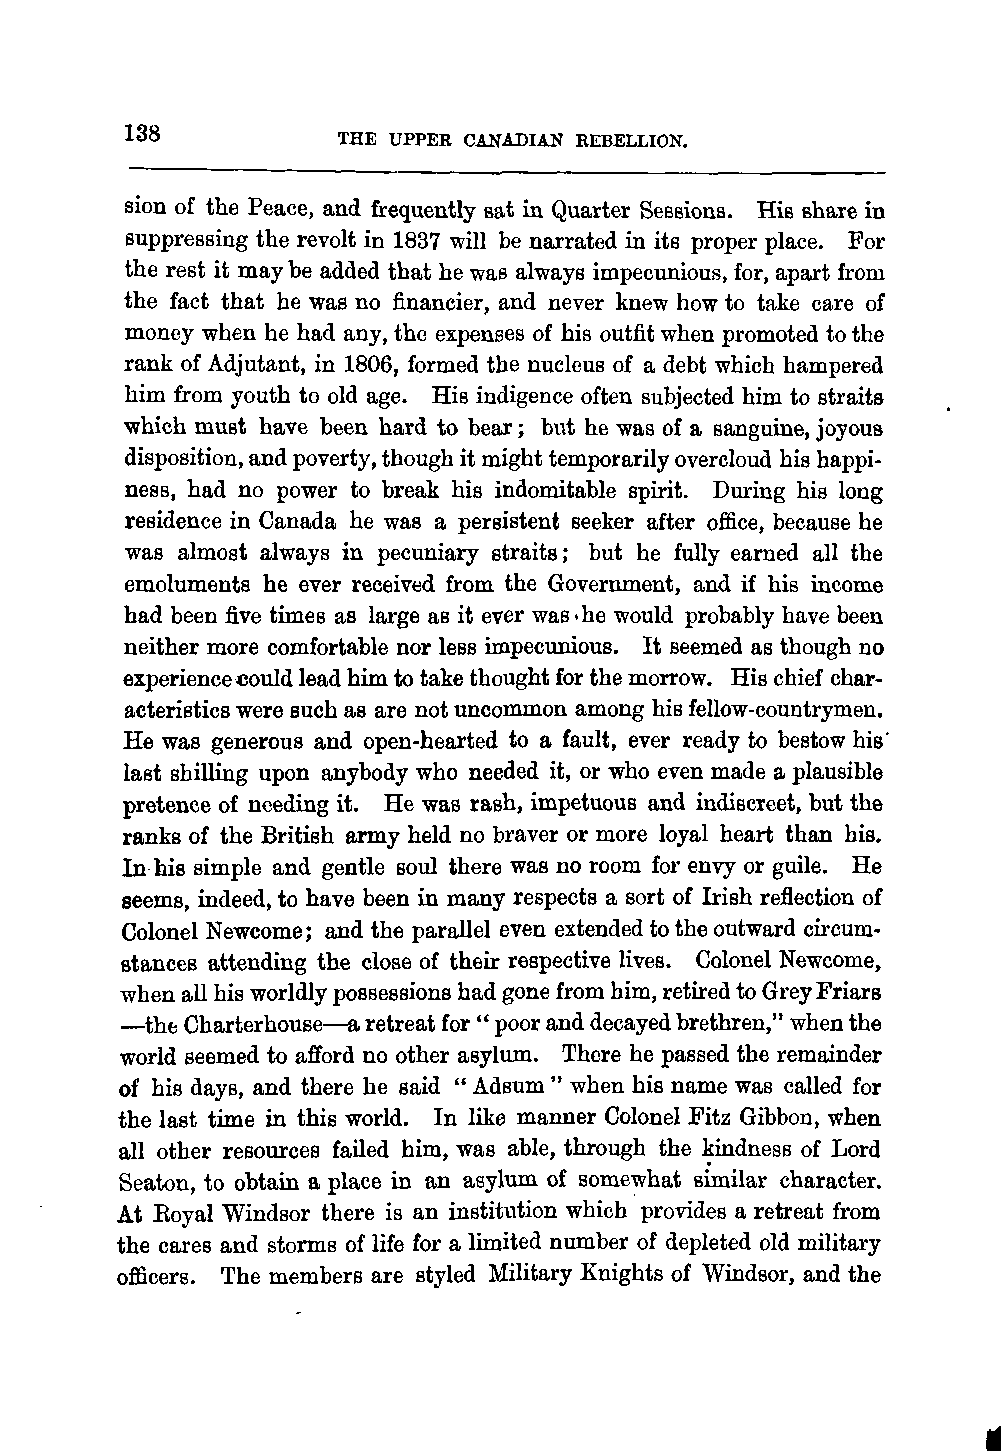 138
THE UPPER CANADIAN REBELLION.
sion of the Peace, and frequently sat in Quarter Sessions. His share in
suppressing the revolt in 1837 will be narrated in its proper place. For
the rest it may be added that he was always impecunious, for, apart from
the fact that he was no financier, and never knew how to take care of
money when he had any, the expenses of his outfit when promoted to the
rank of Adjutant, in 1806, formed the nucleus of a debt which hampered
him from youth to old age. His indigence often subjected him to straits
which must have been hard to bear; but he was of a sanguine, joyous
disposition, and poverty, though it might temporarily overcloud his happi-
ness, had no power to break his indomitable spirit. During his long
residence in Canada he was a persistent seeker after office, because he
was almost always in pecuniary straits; but he fully earned all the
emoluments he ever received from the Government, and if his income
had been five times as large as it ever was he would probably have been
neither more comfortable nor less impecunious. It seemed as though no
experience could lead him to take thought for the morrow. His chief char-
acteristics were such as are not uncommon among his fellow-countrymen.
He was generous and open-hearted to a fault, ever ready to bestow his
last shilling upon anybody who needed it, or who even made a plausible
pretence of needing it. He was rash, impetuous and indiscreet, but the
ranks of the British army held no braver or more loyal heart than his.
In his simple and gentle soul there was no room for envy or guile. He
seems, indeed, to have been in many respects a sort of Irish reflection of
Colonel Newcome; and the parallel even extended to the outward circum-
stances attending the close of their respective lives. Colonel Newcome,
when all his worldly possessions had gone from him, retired to Grey Friars
—the Charterhouse—a retreat for “poor and decayed brethren,” when the
world seemed to afford no other asylum. There he passed the remainder
of his days, and there he said “Adsum” when his name was called for
the last time in this world. In like manner Colonel Fitz Gibbon, when
all other resources failed him, was able, through the kindness of Lord
Seaton, to obtain a place in an asylum of somewhat similar character.
At Royal Windsor there is an institution which provides a retreat from
the cares and storms of life for a limited number of depleted old military
officers. The members are styled Military Knights of Windsor, and the